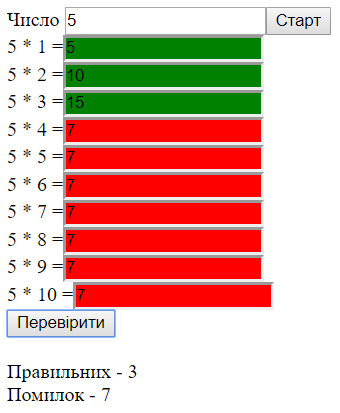 Число 5 Старт
5 * 1 = 5
5 * 2 = 10
5 * 3 = 15
5 * 4 = 7
5 * 5 = 7
5 * 6 = 7
5 * 7 = 7
5 * 8 = 7
5 * 9 = 7
5 * 10 = 7
Перевірити
Правильних - 3
Помилок - 7